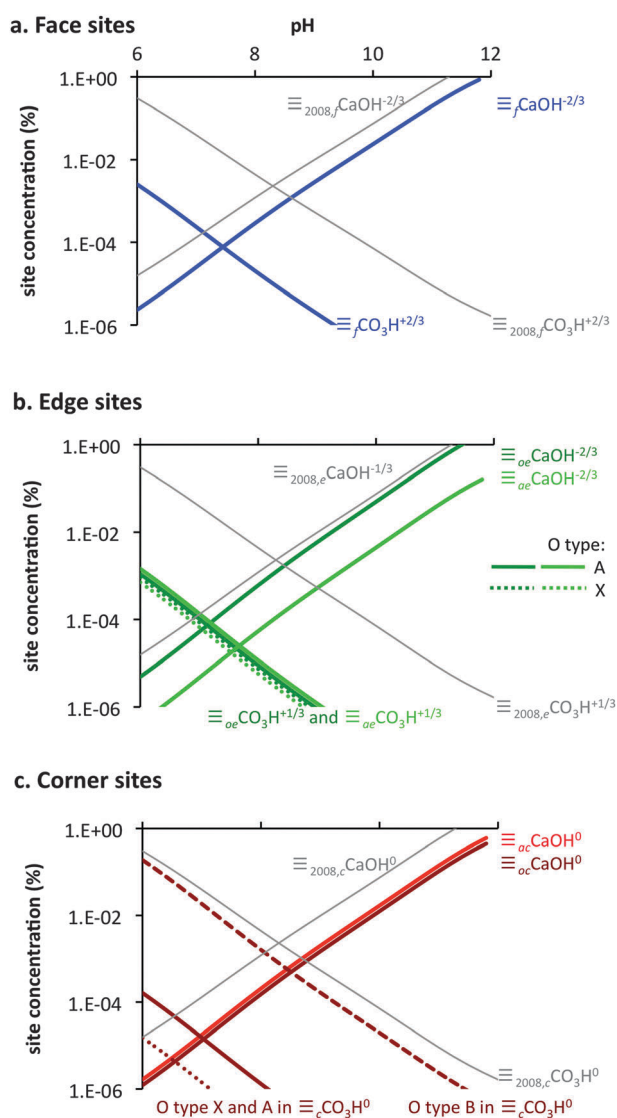 a. Face sites
pH
6 8 10 12
1.E+00
1.E-02
1.E-04
1.E-06
site concentration (%)
≡2008,fCaOH-2/3
≡fCaOH-2/3
≡fCO3H+2/3
≡2008,fCO3H+2/3
b. Edge sites
1.E+00
1.E-02
1.E-04
1.E-06
site concentration (%)
≡2008,eCaOH-1/3
≡oeCaOH-2/3
≡aeCaOH-2/3
O type:
A
X
≡oeCO3H+1/3 and ≡aeCO3H+1/3
≡2008,eCO3H+1/3
c. Corner sites
1.E+00
1.E-02
1.E-04
1.E-06
site concentration (%)
≡2008,cCaOH0
≡acCaOH0
≡ocCaOH0
≡2008,cCO3H0
O type X and A in ≡cCO3H0
O type B in ≡cCO3H0